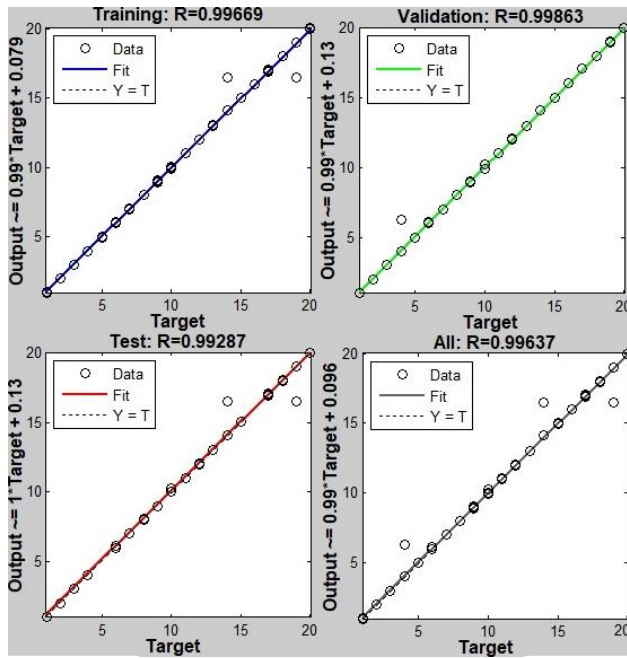 Training: R=0.99669
Output ~= 0.99*Target + 0.079
20
15
10
5
Data
Fit
Y = T
5 10 15 20
Target
Validation: R=0.99863
Output ~= 0.99*Target + 0.13
20
15
10
5
Data
Fit
Y = T
5 10 15 20
Target
Test: R=0.99287
Output ~= 1*Target + 0.13
20
15
10
5
Data
Fit
Y = T
5 10 15 20
Target
All: R=0.99637
Output ~= 0.99*Target + 0.096
20
15
10
5
Data
Fit
Y = T
5 10 15 20
Target